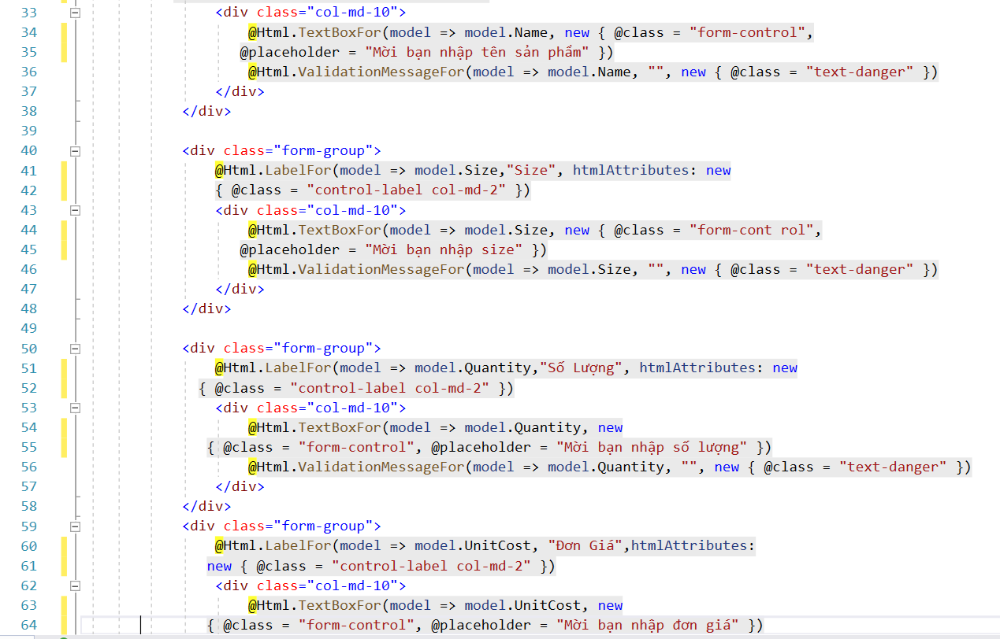 33 <div class="col-md-10">
34 @Html.TextBoxFor(model => model.Name, new { @class = "form-control",
35 @placeholder = "Mời bạn nhập tên sản phẩm" })
36 @Html.ValidationMessageFor(model => model.Name, "", new { @class = "text-danger" })
37 </div>
38 </div>
39
40 <div class="form-group">
41 @Html.LabelFor(model => model.Size,"Size", htmlAttributes: new
42 { @class = "control-label col-md-2" })
43 <div class="col-md-10">
44 @Html.TextBoxFor(model => model.Size, new { @class = "form-cont rol",
45 @placeholder = "Mời bạn nhập size" })
46 @Html.ValidationMessageFor(model => model.Size, "", new { @class = "text-danger" })
47 </div>
48 </div>
49
50 <div class="form-group">
51 @Html.LabelFor(model => model.Quantity,"Số Lượng", htmlAttributes: new
52 { @class = "control-label col-md-2" })
53 <div class="col-md-10">
54 @Html.TextBoxFor(model => model.Quantity, new
55 { @class = "form-control", @placeholder = "Mời bạn nhập số lượng" })
56 @Html.ValidationMessageFor(model => model.Quantity, "", new { @class = "text-danger" })
57 </div>
58 </div>
59 <div class="form-group">
60 @Html.LabelFor(model => model.UnitCost, "Đơn Giá",htmlAttributes:
61 new { @class = "control-label col-md-2" })
62 <div class="col-md-10">
63 @Html.TextBoxFor(model => model.UnitCost, new
64 { @class = "form-control", @placeholder = "Mời bạn nhập đơn giá" })